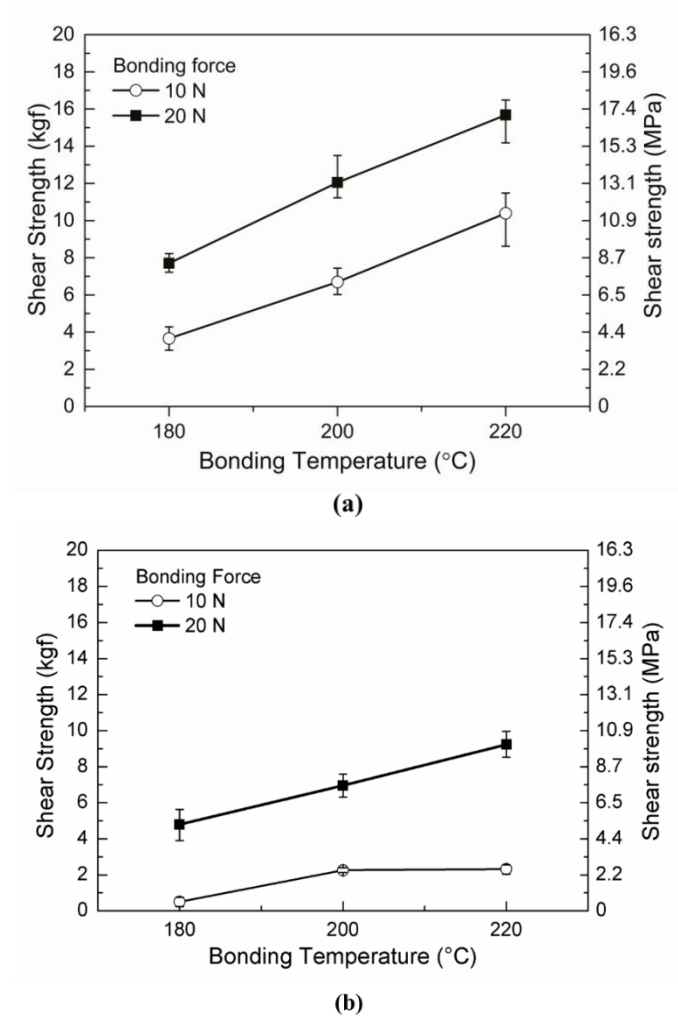 Bonding force
10 N
20 N
Shear Strength (kgf)
20
18
16
14
12
10
8
6
4
2
0
16.3
19.6
17.4
15.3
13.1
10.9
8.7
6.5
4.4
2.2
0
Shear strength (MPa)
180 200 220
Bonding Temperature (°C)
(a)
Bonding Force
10 N
20 N
Shear Strength (kgf)
20
18
16
14
12
10
8
6
4
2
0
16.3
19.6
17.4
15.3
13.1
10.9
8.7
6.5
4.4
2.2
0
Shear strength (MPa)
180 200 220
Bonding Temperature (°C)
(b)